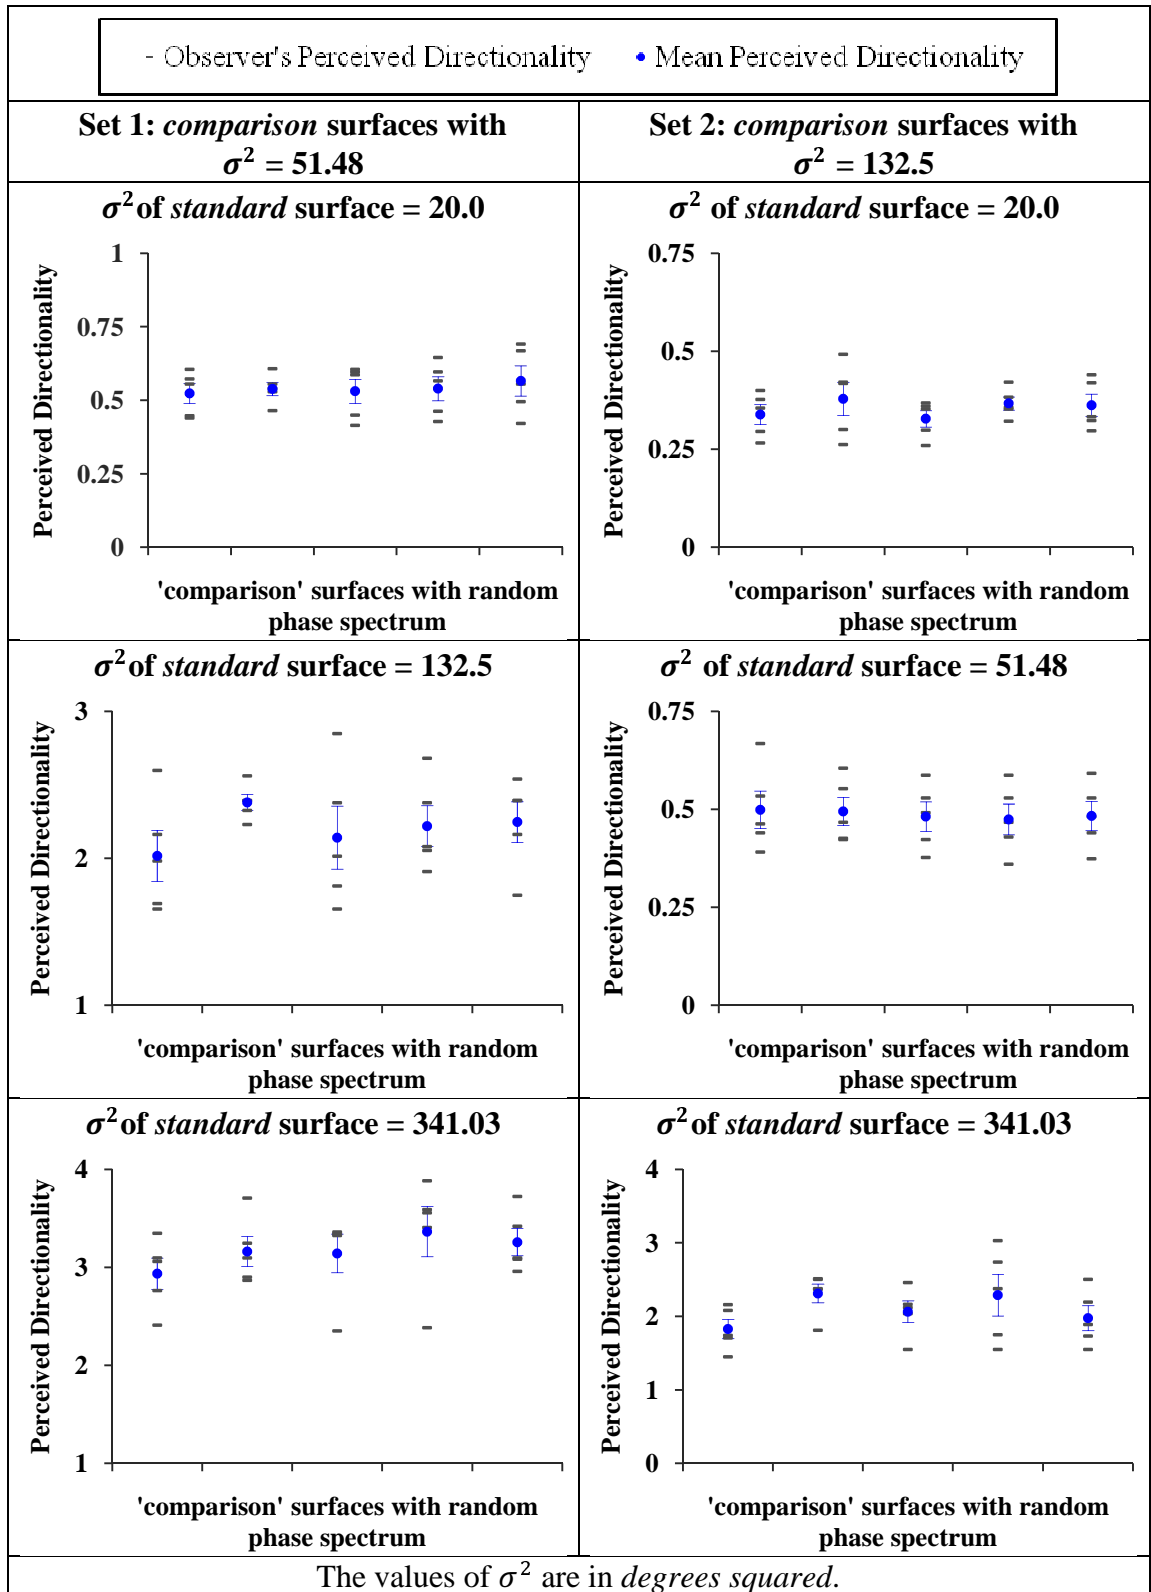 - Observer's Perceived Directionality • Mean Perceived Directionality
Set 1: comparison surfaces with
σ² = 51.48
Set 2: comparison surfaces with
σ² = 132.5
σ² of standard surface = 20.0
Perceived Directionality
1
0.75
0.5
0.25
0
'comparison' surfaces with random
phase spectrum
σ² of standard surface = 20.0
Perceived Directionality
0.75
0.5
0.25
0
'comparison' surfaces with random
phase spectrum
σ² of standard surface = 132.5
Perceived Directionality
3
2
1
'comparison' surfaces with random
phase spectrum
σ² of standard surface = 51.48
Perceived Directionality
0.75
0.5
0.25
0
'comparison' surfaces with random
phase spectrum
σ² of standard surface = 341.03
Perceived Directionality
4
3
2
1
'comparison' surfaces with random
phase spectrum
σ² of standard surface = 341.03
Perceived Directionality
4
3
2
1
0
'comparison' surfaces with random
phase spectrum
The values of σ² are in degrees squared.